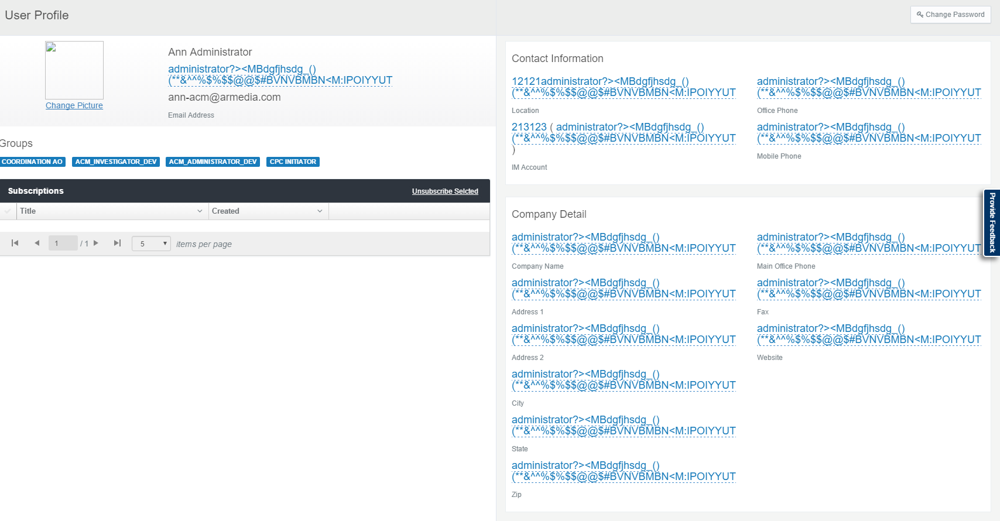 User Profile
Change Password
Change Picture
Ann Administrator
administrator?><MBdgfjhsdg_()
(**&^^%$%$$@@$#BVNVBMBN<M:IPOIYYUT
ann-acm@armedia.com
Email Address
Groups
COORDINATION AO ACM_INVESTIGATOR_DEV ACM_ADMINISTRATOR_DEV CPC INITIATOR
Subscriptions Unsubscribe Selcted
Title Created
1 / 1 5 items per page
Contact Information
12121administrator?><MBdgfjhsdg_()
(**&^^%$%$$@@$#BVNVBMBN<M:IPOIYYUT
Location
administrator?><MBdgfjhsdg_()
(**&^^%$%$$@@$#BVNVBMBN<M:IPOIYYUT
Office Phone
213123 ( administrator?><MBdgfjhsdg_()
(**&^^%$%$$@@$#BVNVBMBN<M:IPOIYYUT
)
IM Account
administrator?><MBdgfjhsdg_()
(**&^^%$%$$@@$#BVNVBMBN<M:IPOIYYUT
Mobile Phone
Provide Feedback
Company Detail
administrator?><MBdgfjhsdg_()
(**&^^%$%$$@@$#BVNVBMBN<M:IPOIYYUT
Company Name
administrator?><MBdgfjhsdg_()
(**&^^%$%$$@@$#BVNVBMBN<M:IPOIYYUT
Main Office Phone
administrator?><MBdgfjhsdg_()
(**&^^%$%$$@@$#BVNVBMBN<M:IPOIYYUT
Address 1
administrator?><MBdgfjhsdg_()
(**&^^%$%$$@@$#BVNVBMBN<M:IPOIYYUT
Fax
administrator?><MBdgfjhsdg_()
(**&^^%$%$$@@$#BVNVBMBN<M:IPOIYYUT
Address 2
administrator?><MBdgfjhsdg_()
(**&^^%$%$$@@$#BVNVBMBN<M:IPOIYYUT
Website
administrator?><MBdgfjhsdg_()
(**&^^%$%$$@@$#BVNVBMBN<M:IPOIYYUT
City
administrator?><MBdgfjhsdg_()
(**&^^%$%$$@@$#BVNVBMBN<M:IPOIYYUT
State
administrator?><MBdgfjhsdg_()
(**&^^%$%$$@@$#BVNVBMBN<M:IPOIYYUT
Zip